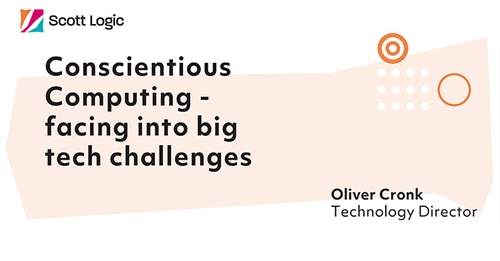 Scott Logic
Conscientious
Computing -
facing into big
tech challenges
Oliver Cronk
Technology Director